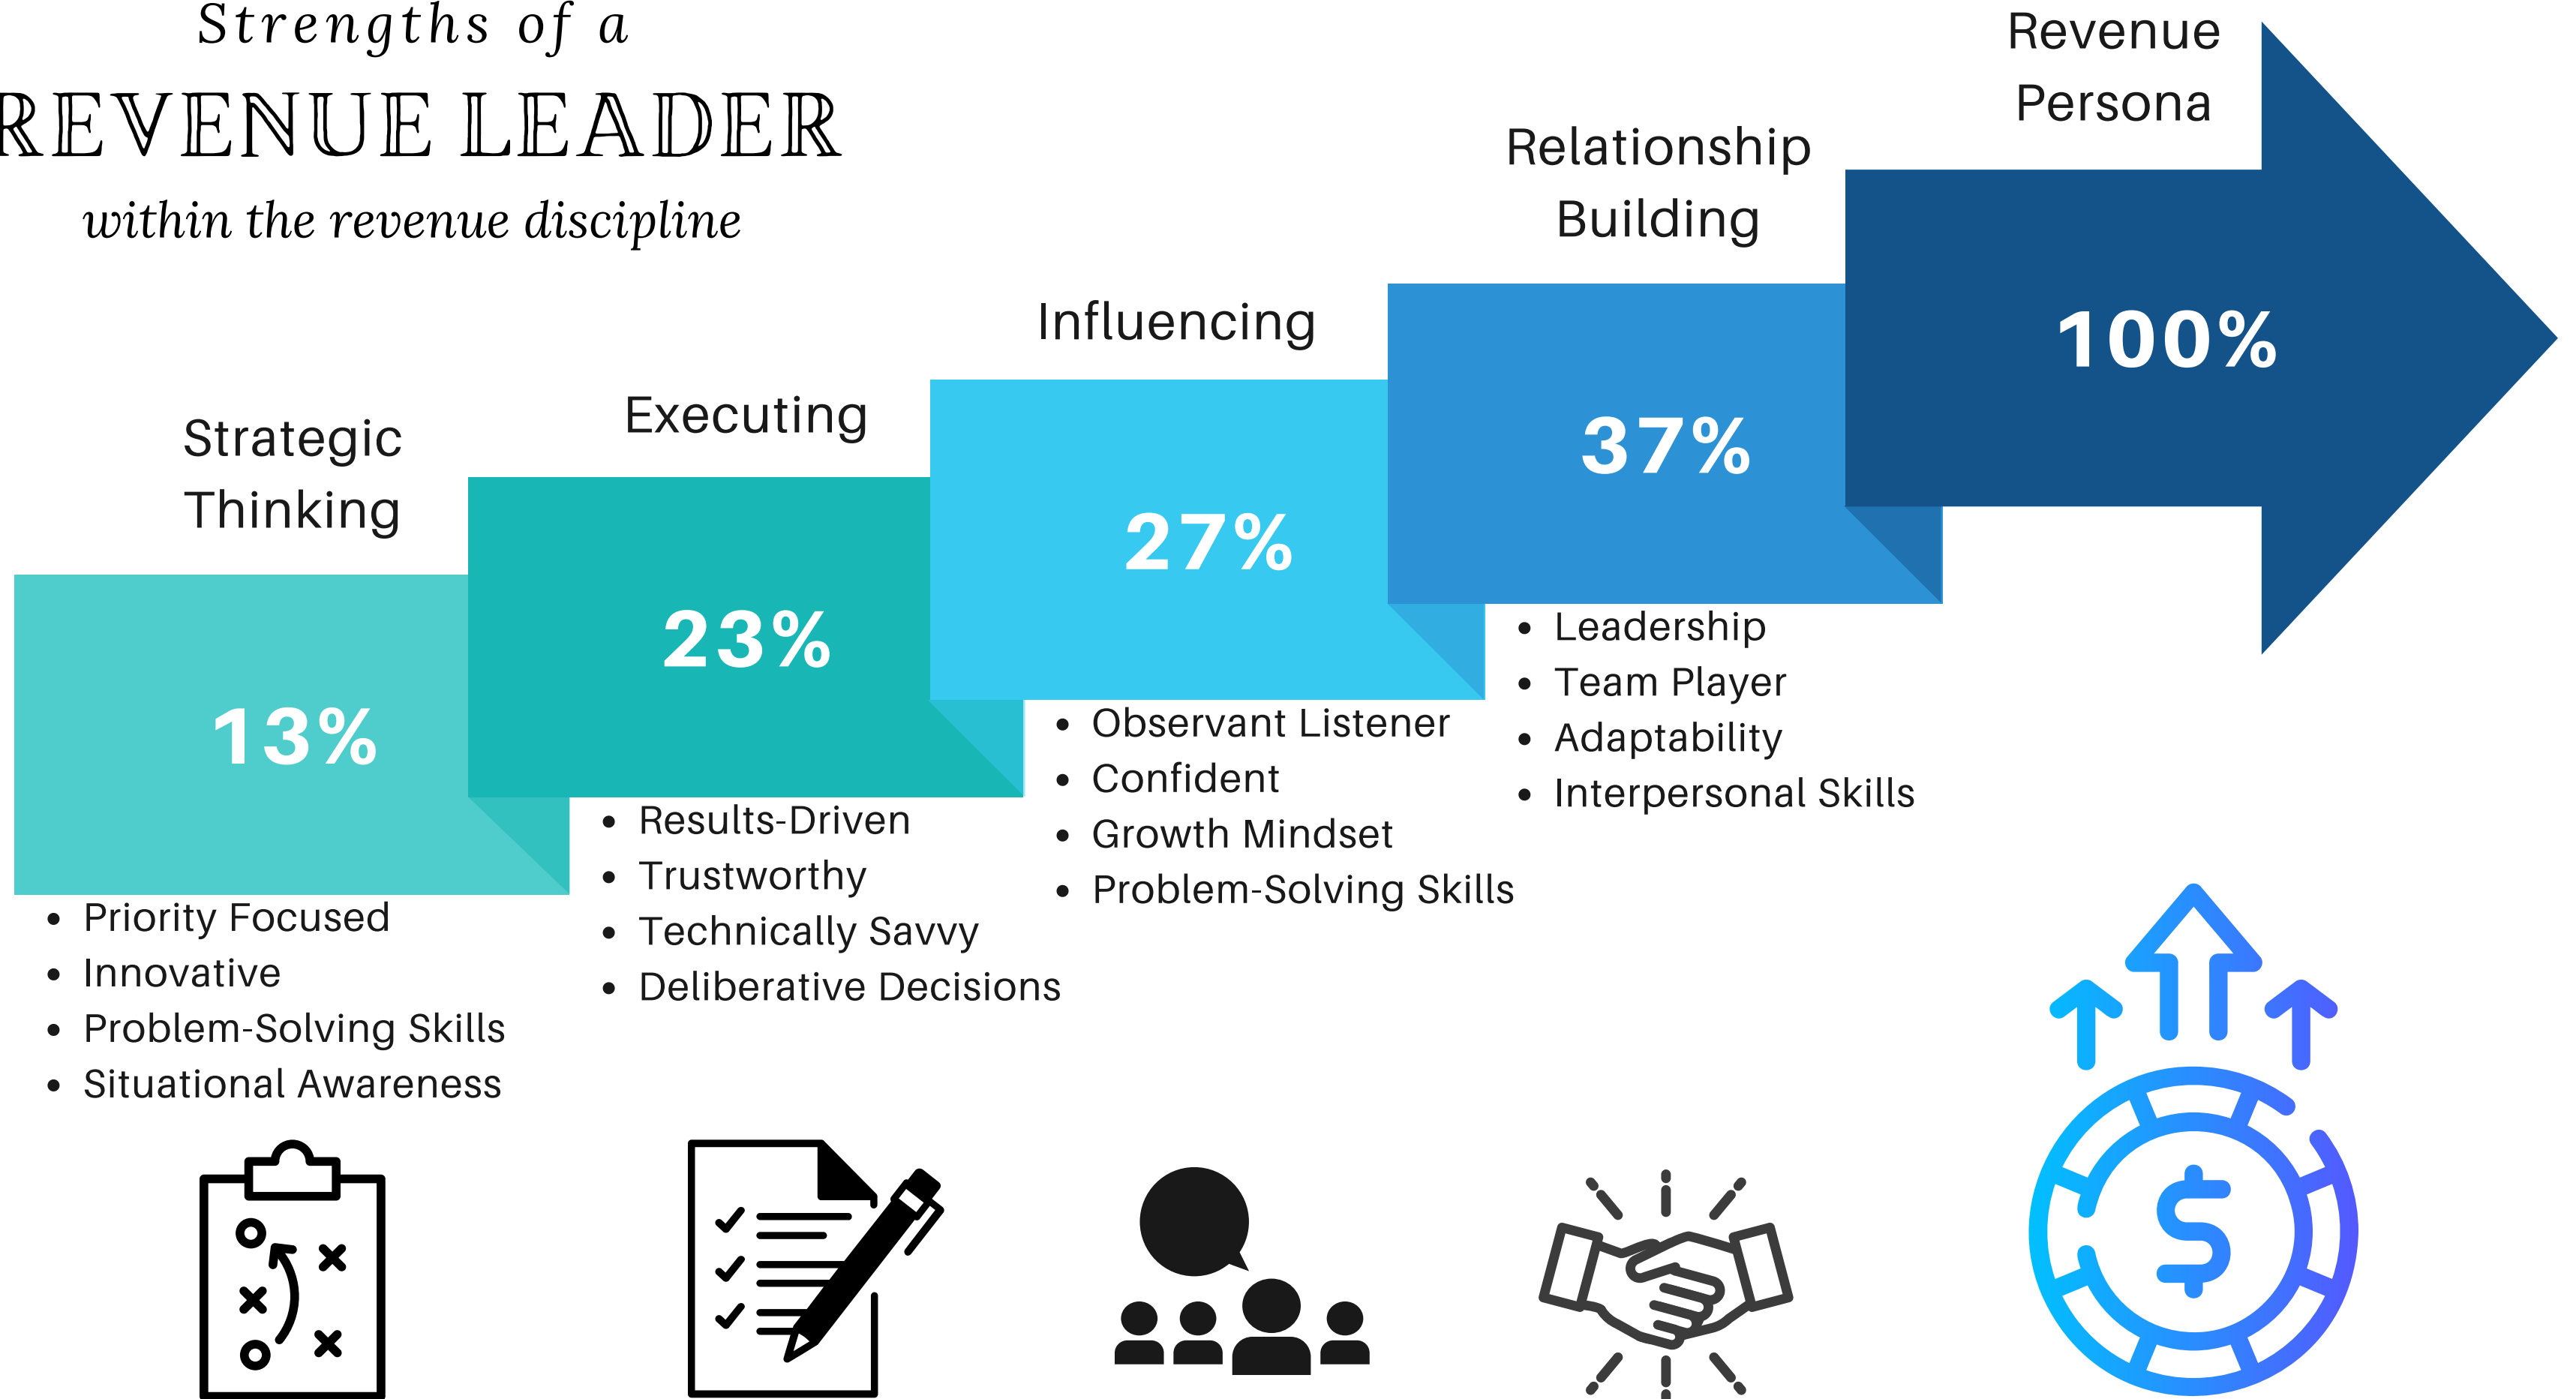 Strengths of a
REVENUE LEADER
within the revenue discipline
Strategic
Thinking
13%
• Priority Focused
• Innovative
• Problem-Solving Skills
• Situational Awareness
Executing
23%
• Results-Driven
• Trustworthy
• Technically Savvy
• Deliberative Decisions
Influencing
27%
• Observant Listener
• Confident
• Growth Mindset
• Problem-Solving Skills
Relationship
Building
37%
• Leadership
• Team Player
• Adaptability
• Interpersonal Skills
Revenue
Persona
100%
$